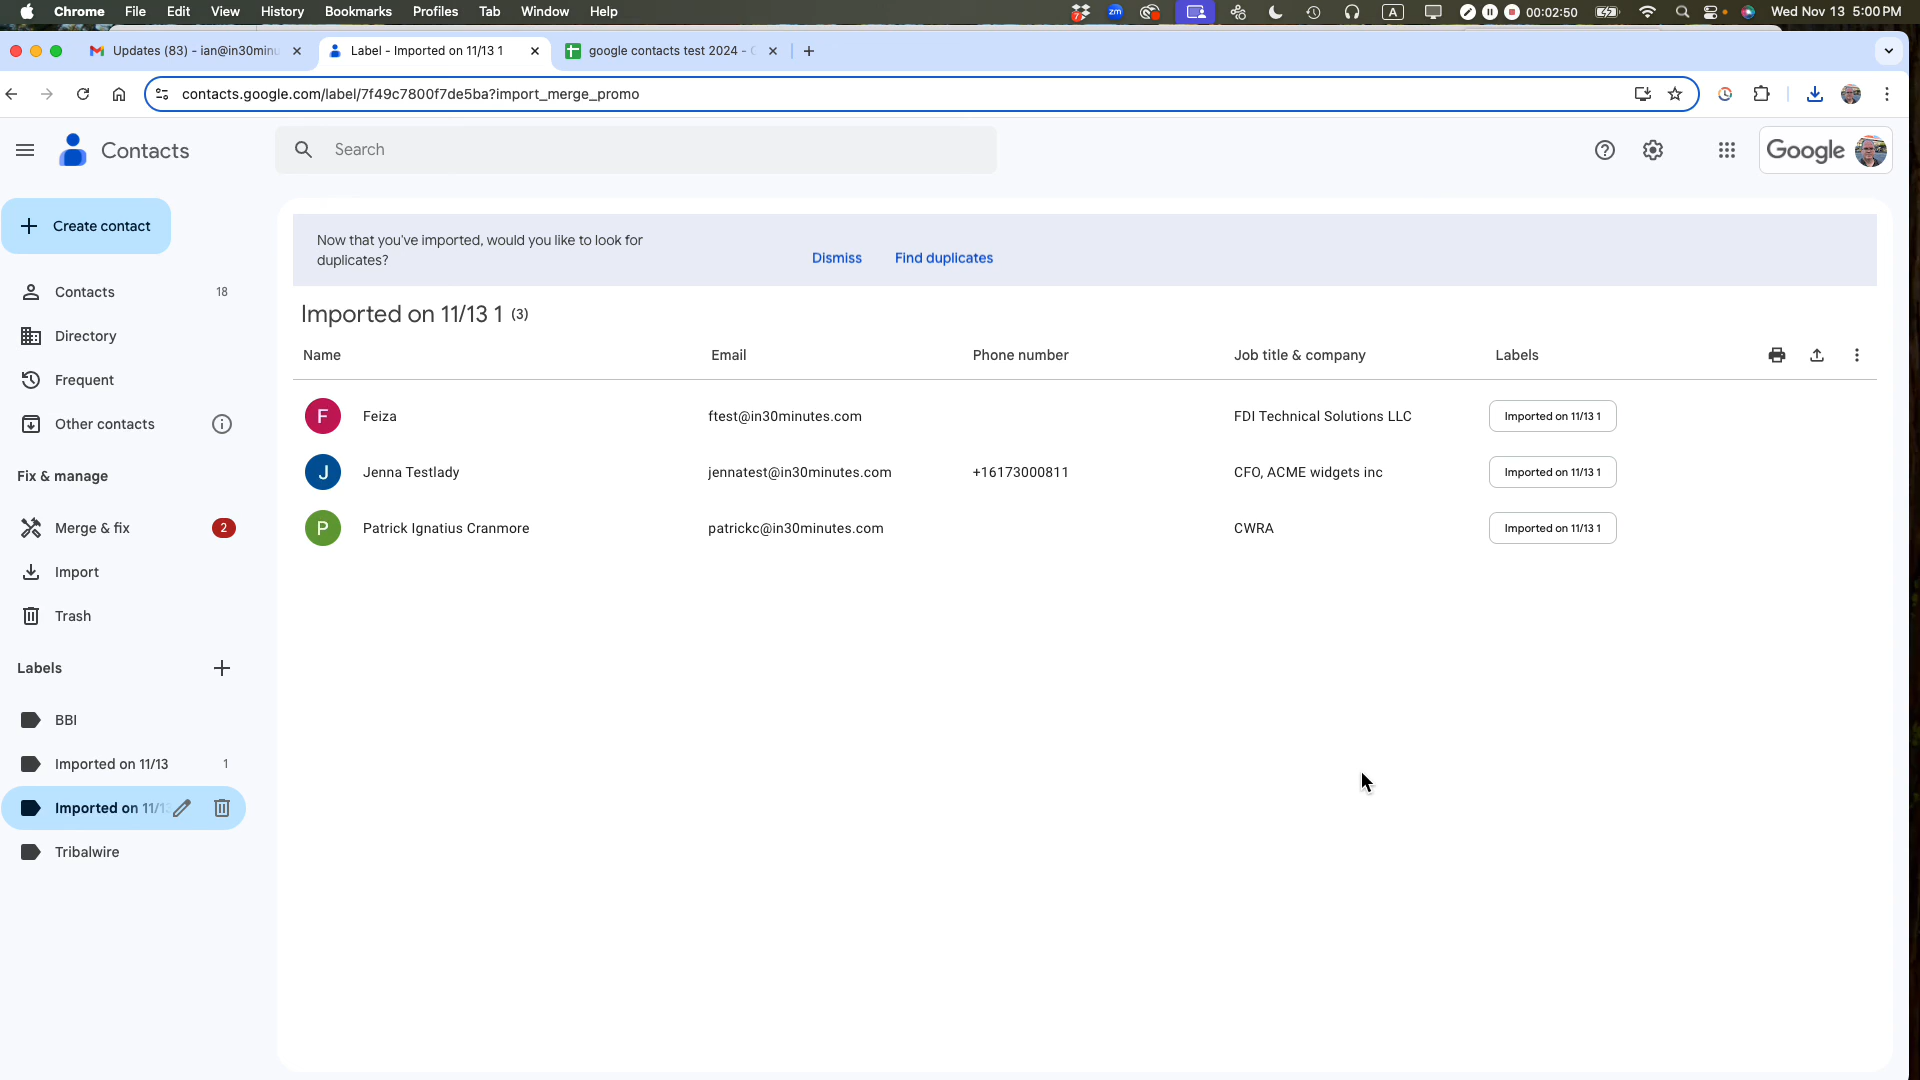 Chrome File Edit View History Bookmarks Profiles Tab Window Help 7 zm A 00:02:50 Wed Nov 13 5:00 PM
Updates (83) - ian@in30minu Label - Imported on 11/13 1 google contacts test 2024 -
contacts.google.com/label/7f49c7800f7de5ba?import_merge_promo
Contacts Search Google
Create contact
Now that you've imported, would you like to look for
duplicates?
Dismiss Find duplicates
Contacts 18
Directory
Frequent
Other contacts
Fix & manage
Merge & fix 2
Import
Trash
Labels
BBI
Imported on 11/13 1
Imported on 11/13
Tribalwire
Imported on 11/13 1 (3)
Name Email Phone number Job title & company Labels
F Feiza ftest@in30minutes.com FDI Technical Solutions LLC Imported on 11/13 1
J Jenna Testlady jennatest@in30minutes.com +16173000811 CFO, ACME widgets inc Imported on 11/13 1
P Patrick Ignatius Cranmore patrickc@in30minutes.com CWRA Imported on 11/13 1